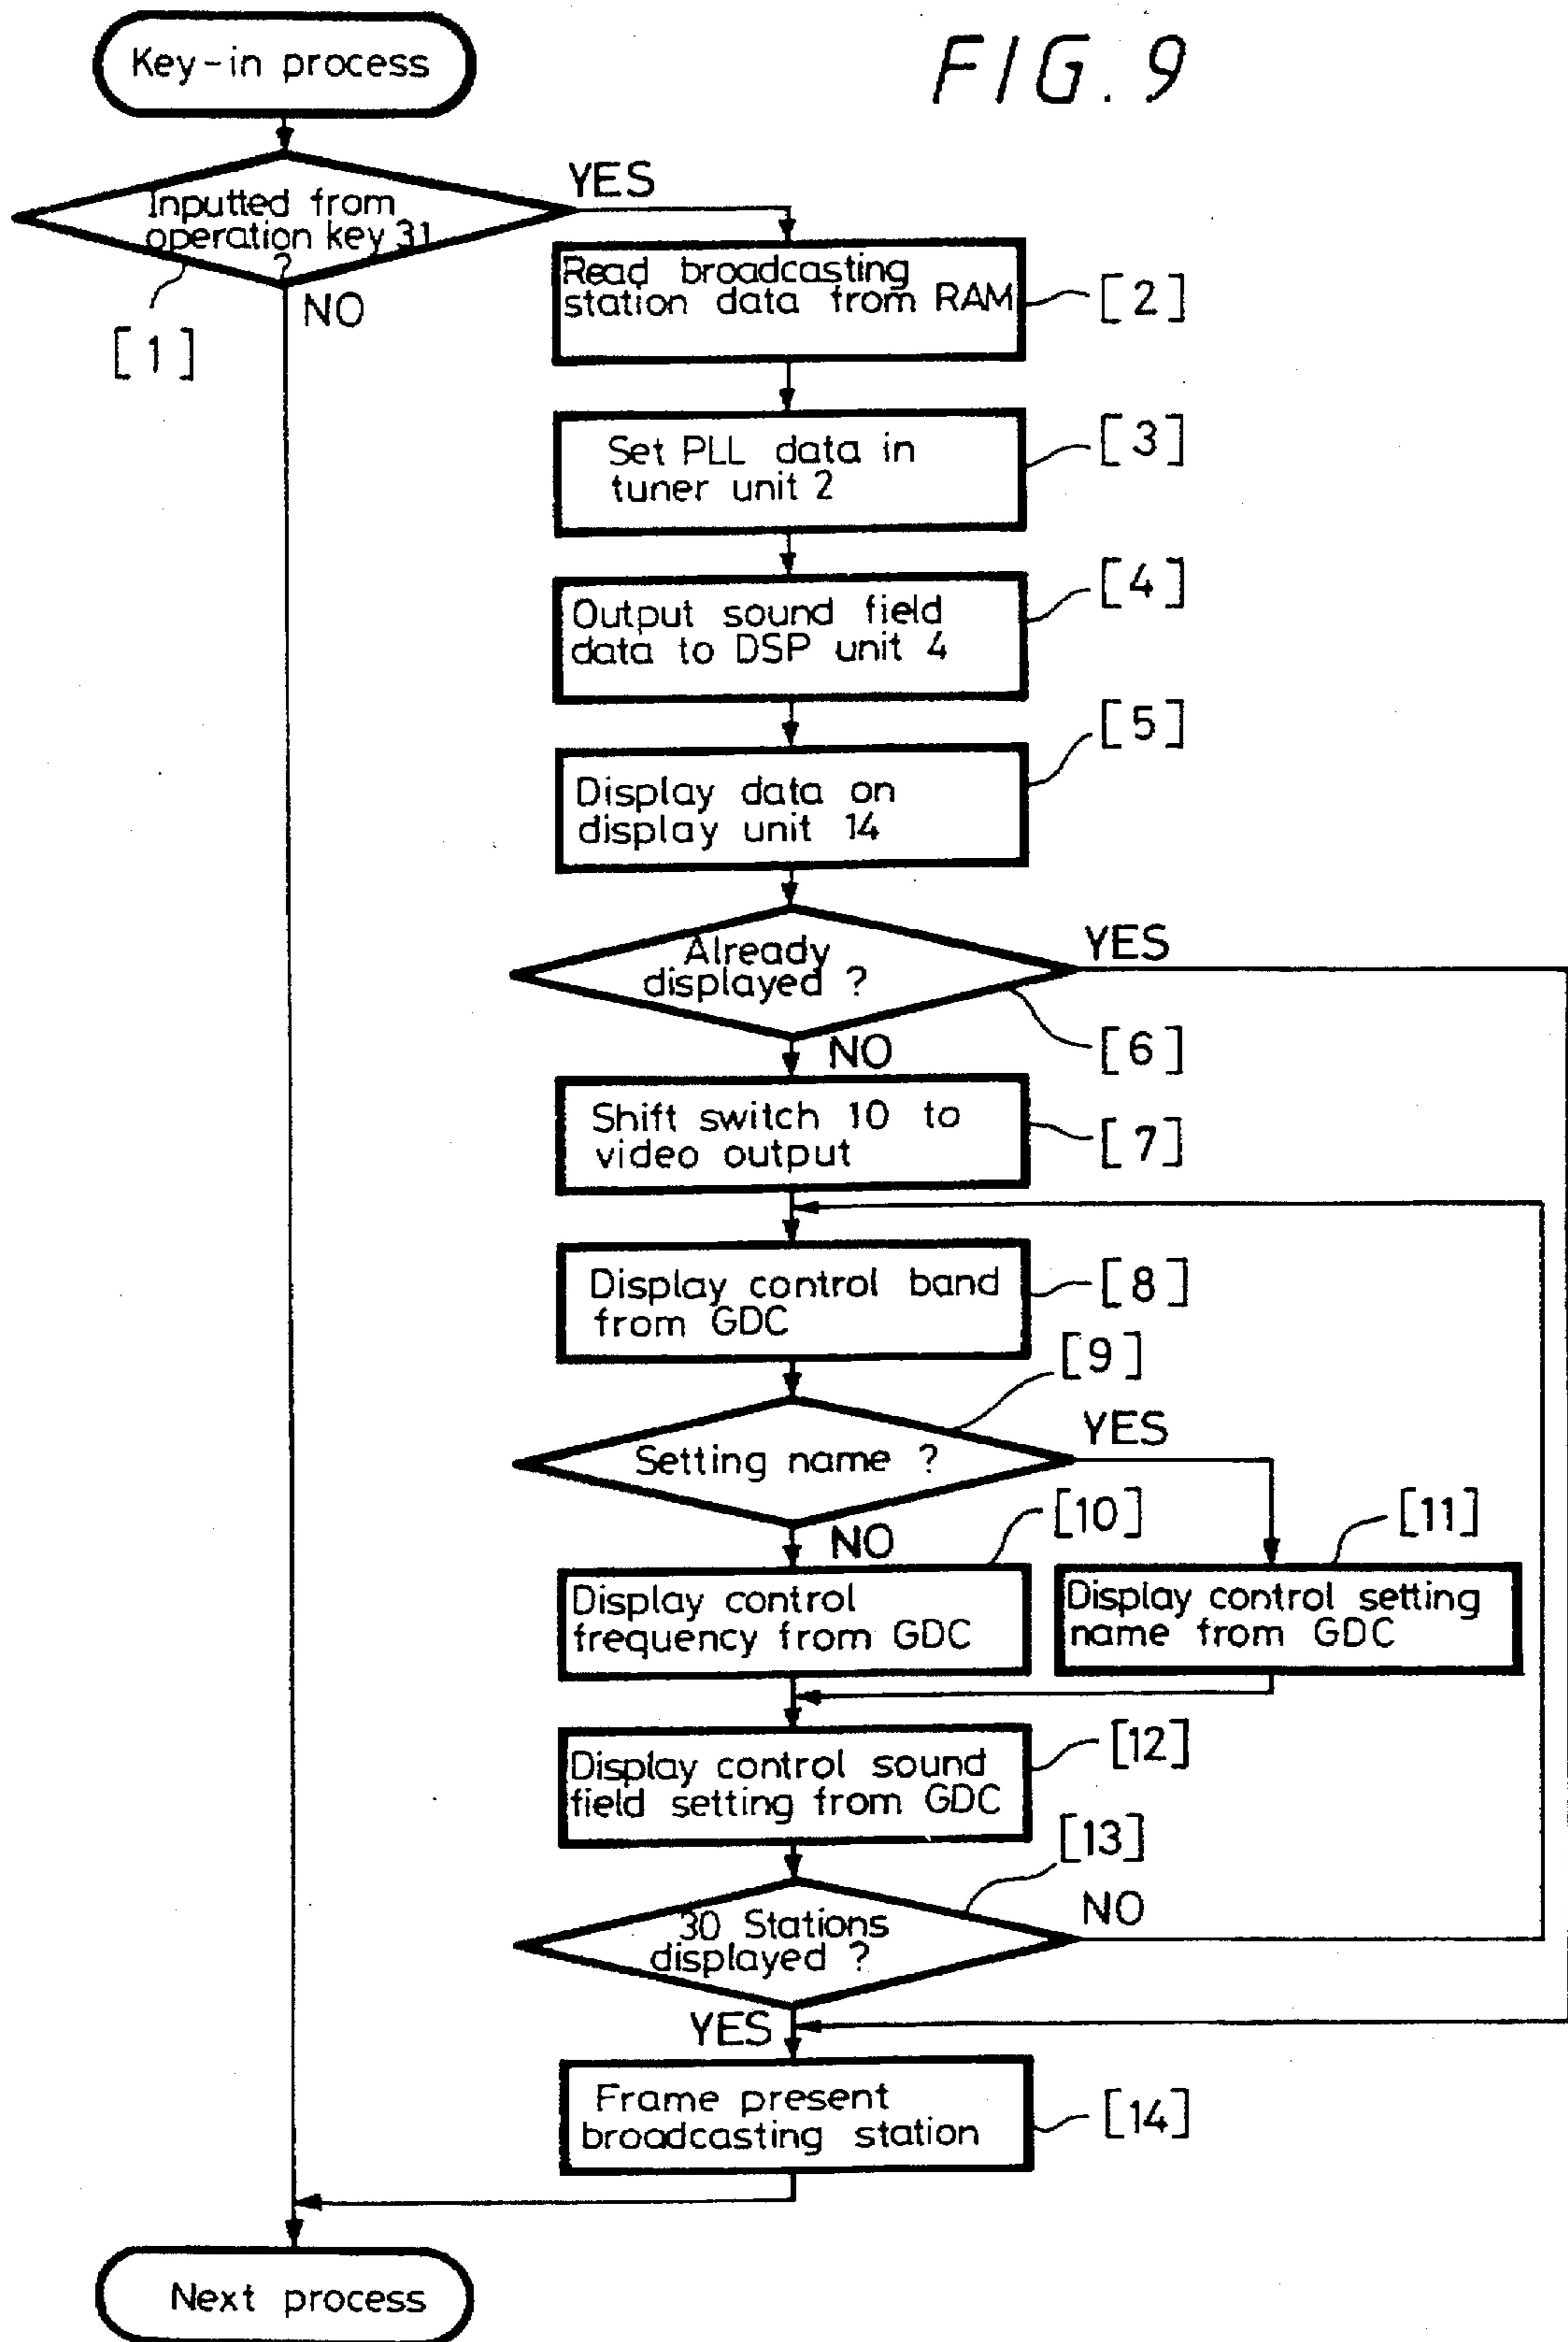 FIG. 9
Key-in process
Inputted from
operation key 31
?
YES
NO
[1]
Read broadcasting
station data from RAM
[2]
Set PLL data in
tuner unit 2
[3]
Output sound field
data to DSP unit 4
[4]
Display data on
display unit 14
[5]
Already
displayed ?
YES
NO
[6]
Shift switch 10 to
video output
[7]
Display control band
from GDC
[8]
Setting name ?
[9]
YES
NO
Display control
frequency from GDC
[10]
Display control setting
name from GDC
[11]
Display control sound
field setting from GDC
[12]
30 Stations
displayed ?
[13]
NO
YES
Frame present
broadcasting station
[14]
Next process